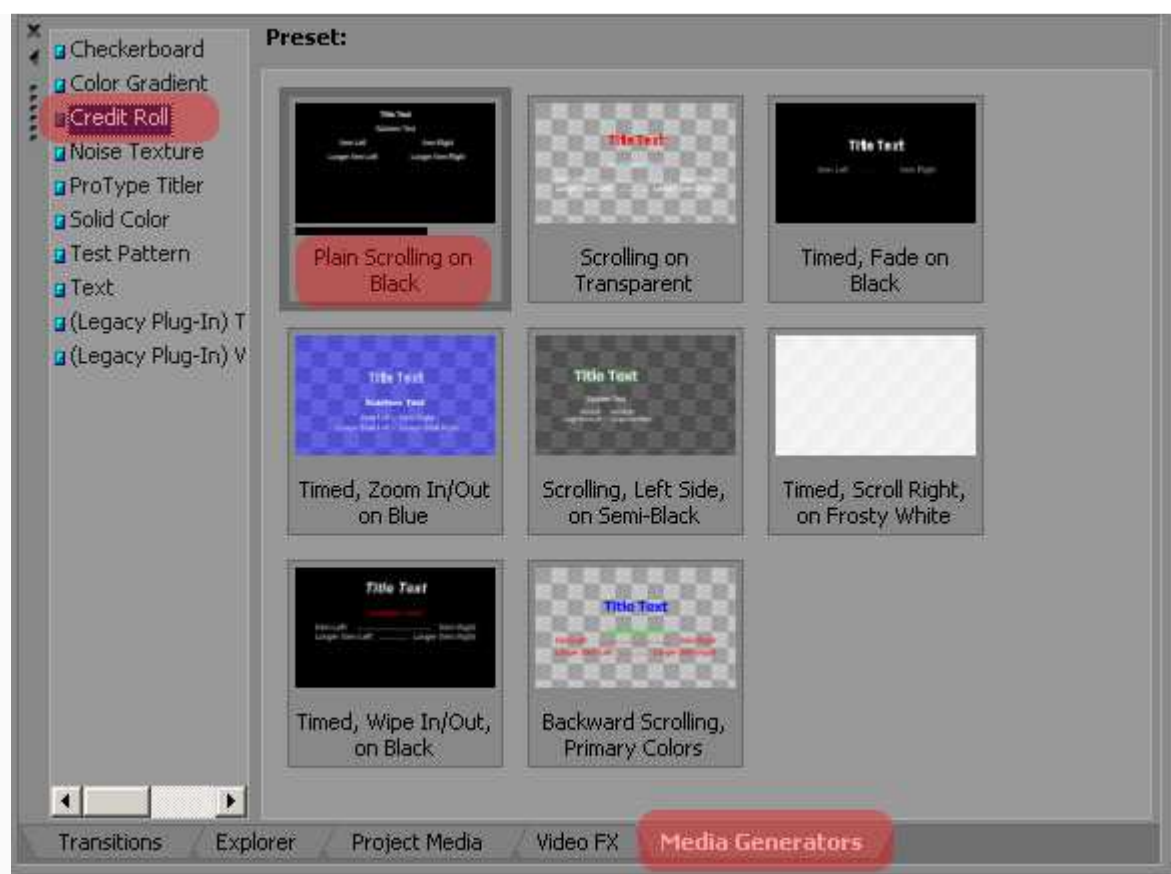 Preset:
Checkerboard
Color Gradient
Credit Roll
Noise Texture
ProType Titler
Solid Color
Test Pattern
Text
(Legacy Plug-In) T
(Legacy Plug-In) V
Title Text
Title Text
Title Text
Plain Scrolling on
Black
Scrolling on
Transparent
Timed, Fade on
Black
Title Text
Title Text
Timed, Zoom In/Out
on Blue
Scrolling, Left Side,
on Semi-Black
Timed, Scroll Right,
on Frosty White
Title Text
Title Text
Timed, Wipe In/Out,
on Black
Backward Scrolling,
Primary Colors
Transitions
Explorer
Project Media
Video FX
Media Generators